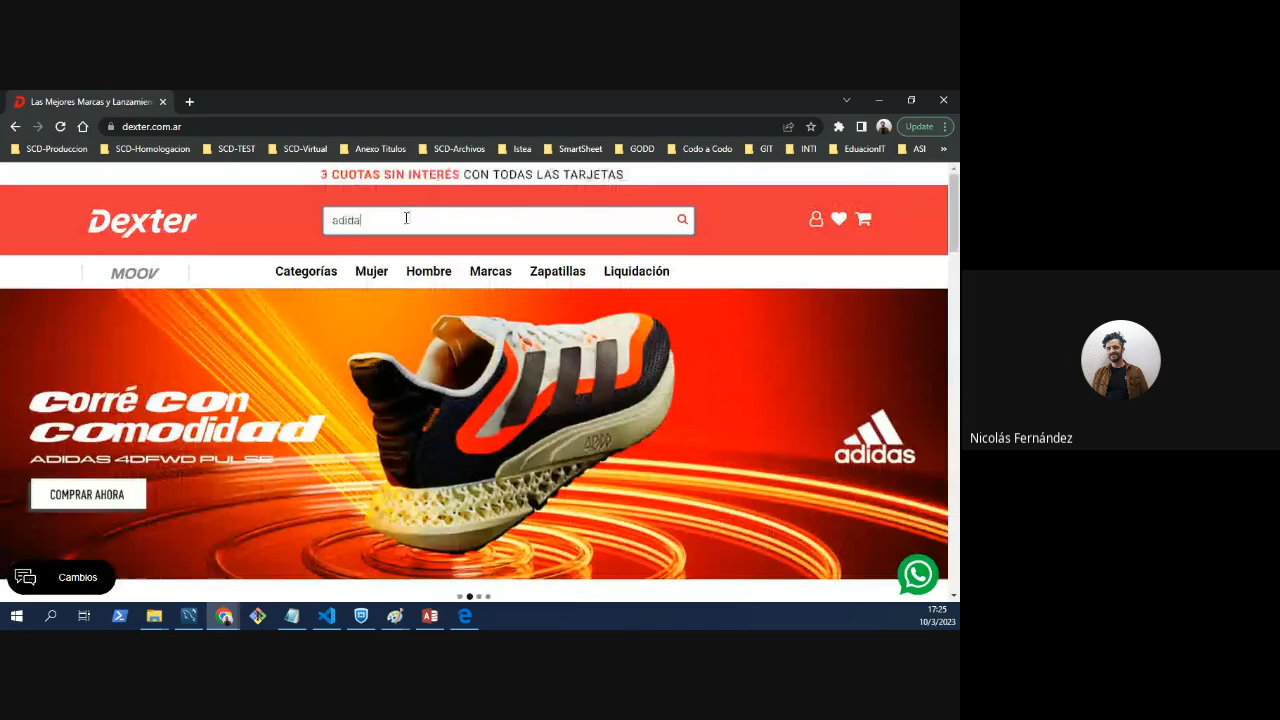 Las Mejores Marcas y Lanzamien
dexter.com.ar
Update
SCD-Produccion SCD-Homologacion SCD-TEST SCD-Virtual Anexo Titulos SCD-Archivos Istea SmartSheet GODD Codo a Codo GIT INTI EduacionIT ASI »
3 CUOTAS SIN INTERÉS CON TODAS LAS TARJETAS
Dexter
adida
MOOV
Categorías Mujer Hombre Marcas Zapatillas Liquidación
Corré con
comodidad
ADIDAS 4DFWD PULSE
COMPRAR AHORA
adidas
4DFWD
Cambios
17:25
10/3/2023
Nicolás Fernández